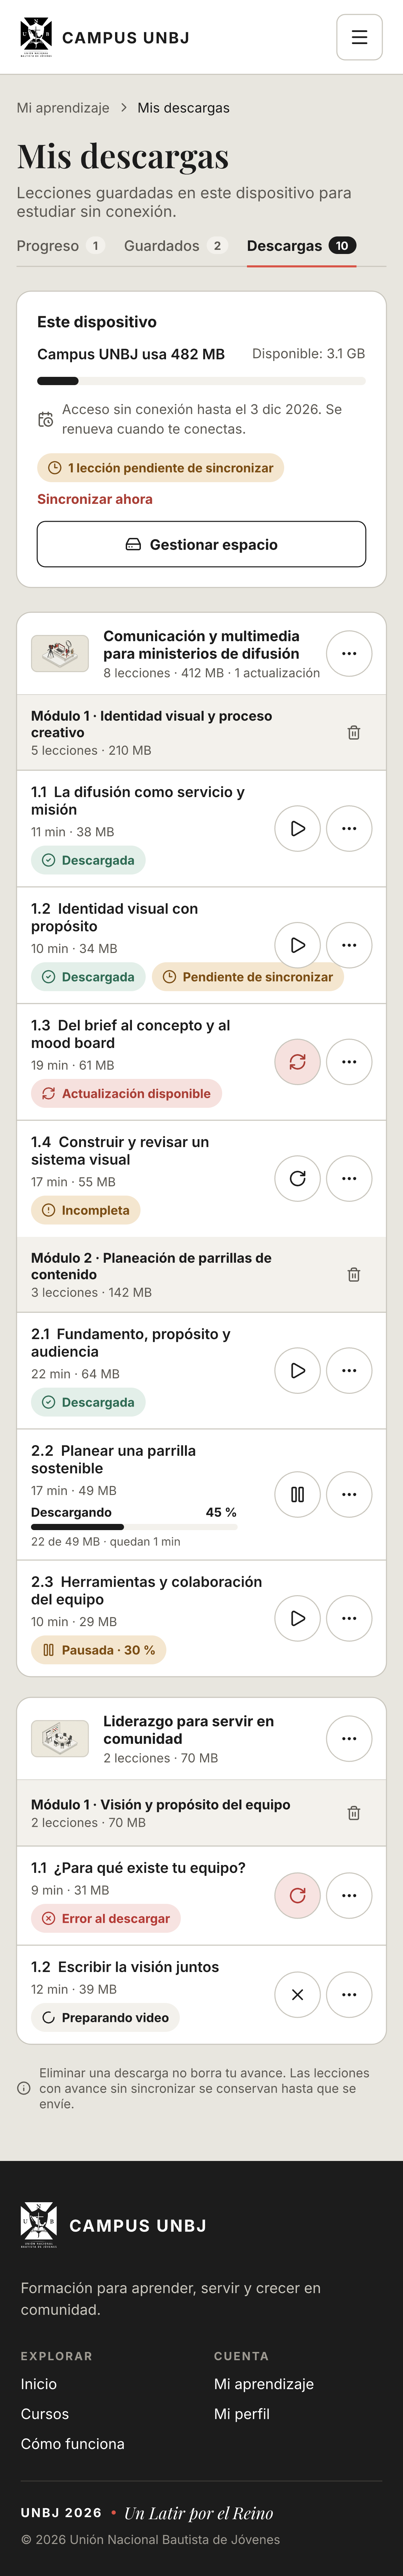 CAMPUS UNBJ
Mi aprendizaje > Mis descargas
Mis descargas
Lecciones guardadas en este dispositivo para
estudiar sin conexión.
Progreso 1 Guardados 2 Descargas 10
Este dispositivo
Campus UNBJ usa 482 MB Disponible: 3.1 GB
Acceso sin conexión hasta el 3 dic 2026. Se
renueva cuando te conectas.
1 lección pendiente de sincronizar
Sincronizar ahora
Gestionar espacio
Comunicación y multimedia
para ministerios de difusión
8 lecciones · 412 MB · 1 actualización
Módulo 1 · Identidad visual y proceso
creativo
5 lecciones · 210 MB
1.1 La difusión como servicio y
misión
11 min · 38 MB
Descargada
1.2 Identidad visual con
propósito
10 min · 34 MB
Descargada Pendiente de sincronizar
1.3 Del brief al concepto y al
mood board
19 min · 61 MB
Actualización disponible
1.4 Construir y revisar un
sistema visual
17 min · 55 MB
Incompleta
Módulo 2 · Planeación de parrillas de
contenido
3 lecciones · 142 MB
2.1 Fundamento, propósito y
audiencia
22 min · 64 MB
Descargada
2.2 Planear una parrilla
sostenible
17 min · 49 MB
Descargando 45 %
22 de 49 MB · quedan 1 min
2.3 Herramientas y colaboración
del equipo
10 min · 29 MB
Pausada · 30 %
Liderazgo para servir en
comunidad
2 lecciones · 70 MB
Módulo 1 · Visión y propósito del equipo
2 lecciones · 70 MB
1.1 ¿Para qué existe tu equipo?
9 min · 31 MB
Error al descargar
1.2 Escribir la visión juntos
12 min · 39 MB
Preparando video
Eliminar una descarga no borra tu avance. Las lecciones
con avance sin sincronizar se conservan hasta que se
envíe.
CAMPUS UNBJ
Formación para aprender, servir y crecer en
comunidad.
EXPLORAR CUENTA
Inicio Mi aprendizaje
Cursos Mi perfil
Cómo funciona
UNBJ 2026 • Un Latir por el Reino
© 2026 Unión Nacional Bautista de Jóvenes